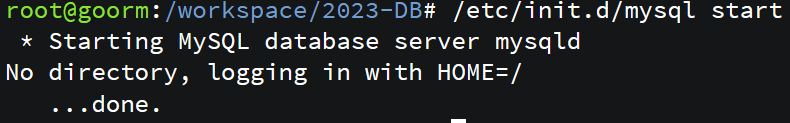 root@goorm:/workspace/2023-DB# /etc/init.d/mysql start
 * Starting MySQL database server mysqld
No directory, logging in with HOME=/
   ...done.